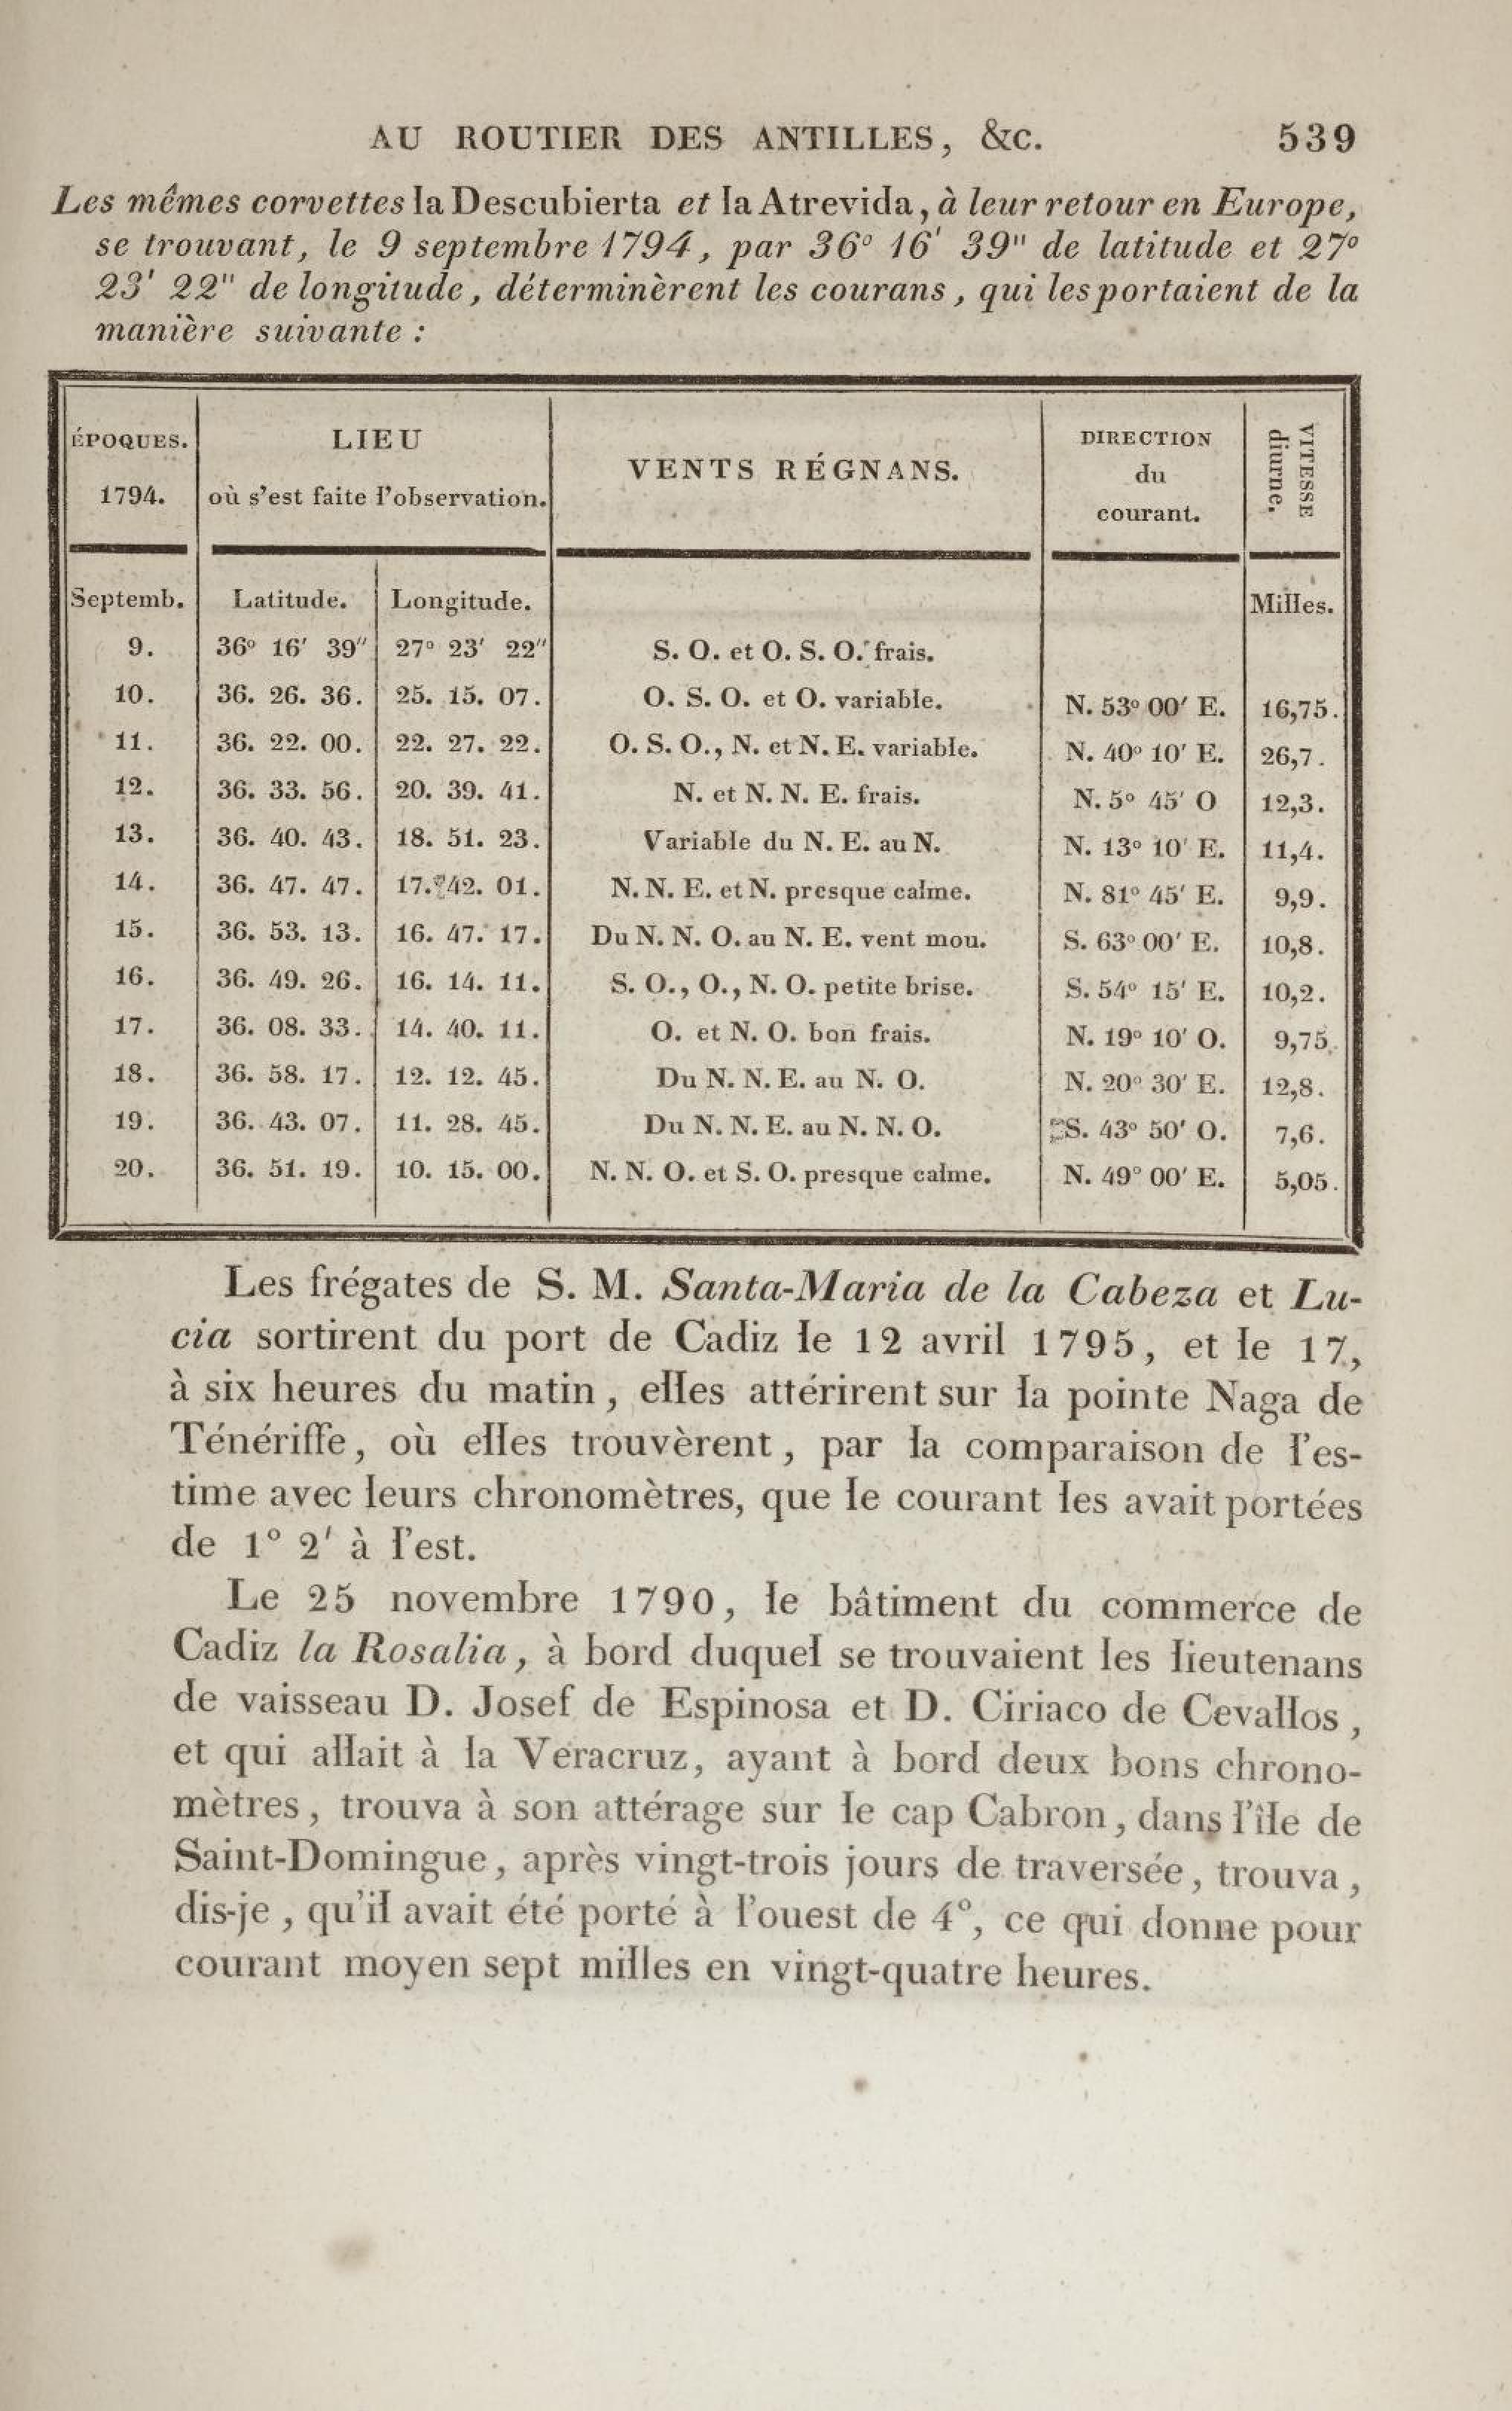 AU ROUTIER DES ANTILLES, &c. 539
Les mêmes corvettes la Descubierta et la Atrevida, à leur retour en Europe,
se trouvant, le 9 septembre 1794, par 36° 16' 39" de latitude et 27°
23' 22" de longitude, déterminèrent les courans, qui les portaient de la
manière suivante :
ÉPOQUES. LIEU VENTS RÉGNANS. DIRECTION VITESSE
1794. où s'est faite l'observation. du diurne.
courant.
Septemb. Latitude. Longitude. Milles.
9. 36° 16' 39" 27° 23' 22" S. O. et O. S. O. frais.
10. 36. 26. 36. 25. 15. 07. O. S. O. et O. variable. N. 53° 00' E. 16,75.
11. 36. 22. 00. 22. 27. 22. O. S. O., N. et N. E. variable. N. 40° 10' E. 26,7.
12. 36. 33. 56. 20. 39. 41. N. et N. N. E. frais. N. 5° 45' O 12,3.
13. 36. 40. 43. 18. 51. 23. Variable du N. E. au N. N. 13° 10' E. 11,4.
14. 36. 47. 47. 17. 42. 01. N. N. E. et N. presque calme. N. 81° 45' E. 9,9.
15. 36. 53. 13. 16. 47. 17. Du N. N. O. au N. E. vent mou. S. 63° 00' E. 10,8.
16. 36. 49. 26. 16. 14. 11. S. O., O., N. O. petite brise. S. 54° 15' E. 10,2.
17. 36. 08. 33. 14. 40. 11. O. et N. O. bon frais. N. 19° 10' O. 9,75.
18. 36. 58. 17. 12. 12. 45. Du N. N. E. au N. O. N. 20° 30' E. 12,8.
19. 36. 43. 07. 11. 28. 45. Du N. N. E. au N. N. O. S. 43° 50' O. 7,6.
20. 36. 51. 19. 10. 15. 00. N. N. O. et S. O. presque calme. N. 49° 00' E. 5,05.
Les frégates de S. M. Santa-Maria de la Cabeza et Lu-
cia sortirent du port de Cadiz le 12 avril 1795, et le 17,
à six heures du matin, elles attérirent sur la pointe Naga de
Ténériffe, où elles trouvèrent, par la comparaison de l'es-
time avec leurs chronomètres, que le courant les avait portées
de 1° 2' à l'est.
Le 25 novembre 1790, le bâtiment du commerce de
Cadiz la Rosalia, à bord duquel se trouvaient les lieutenans
de vaisseau D. Josef de Espinosa et D. Ciriaco de Cevallos,
et qui allait à la Veracruz, ayant à bord deux bons chrono-
mètres, trouva à son attérage sur le cap Cabron, dans l'île de
Saint-Domingue, après vingt-trois jours de traversée, trouva,
dis-je, qu'il avait été porté à l'ouest de 4°, ce qui donne pour
courant moyen sept milles en vingt-quatre heures.